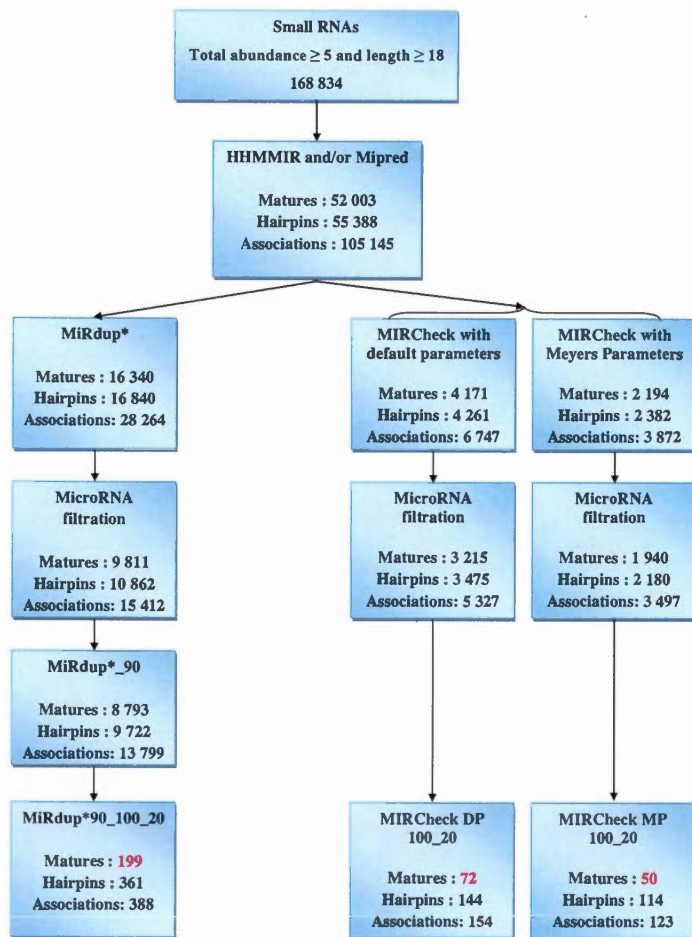 Small RNAs
Total abundance ≥ 5 and length ≥ 18
168 834
HHMMIR and/or Mipred
Matures : 52 003
Hairpins : 55 388
Associations : 105 145
MiRdup*
Matures : 16 340
Hairpins : 16 840
Associations: 28 264
MicroRNA
filtration
Matures : 9 811
Hairpins : 10 862
Associations: 15 412
MiRdup*_90
Matures : 8 793
Hairpins : 9 722
Associations: 13 799
MiRdup*90_100_20
Matures : 199
Hairpins : 361
Associations: 388
MIRCheck with
default parameters
Matures : 4 171
Hairpins : 4 261
Associations : 6 747
MicroRNA
filtration
Matures : 3 215
Hairpins : 3 475
Associations : 5 327
MIRCheck DP
100_20
Matures : 72
Hairpins : 144
Associations : 154
MIRCheck with
Meyers Parameters
Matures : 2 194
Hairpins : 2 382
Associations : 3 872
MicroRNA
filtration
Matures : 1 940
Hairpins : 2 180
Associations : 3 497
MIRCheck MP
100_20
Matures : 50
Hairpins : 114
Associations : 123